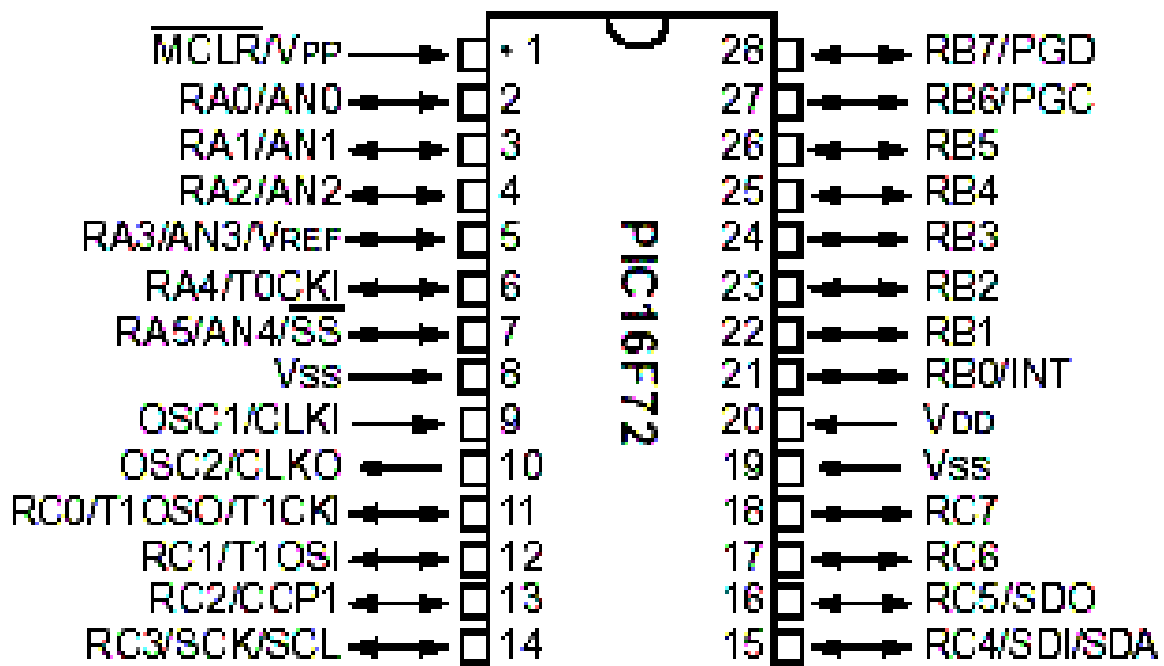 MCLR/VPP 1 28 RB7/PGD
RA0/AN0 2 27 RB6/PGC
RA1/AN1 3 26 RB5
RA2/AN2 4 25 RB4
RA3/AN3/VREF 5 24 RB3
RA4/T0CKI 6 23 RB2
RA5/AN4/SS 7 22 RB1
VSS 8 21 RB0/INT
OSC1/CLKI 9 20 VDD
OSC2/CLKO 10 19 VSS
RC0/T1OSO/T1CKI 11 18 RC7
RC1/T1OSI 12 17 RC6
RC2/CCP1 13 16 RC5/SDO
RC3/SCK/SCL 14 15 RC4/SDI/SDA
PIC16F72